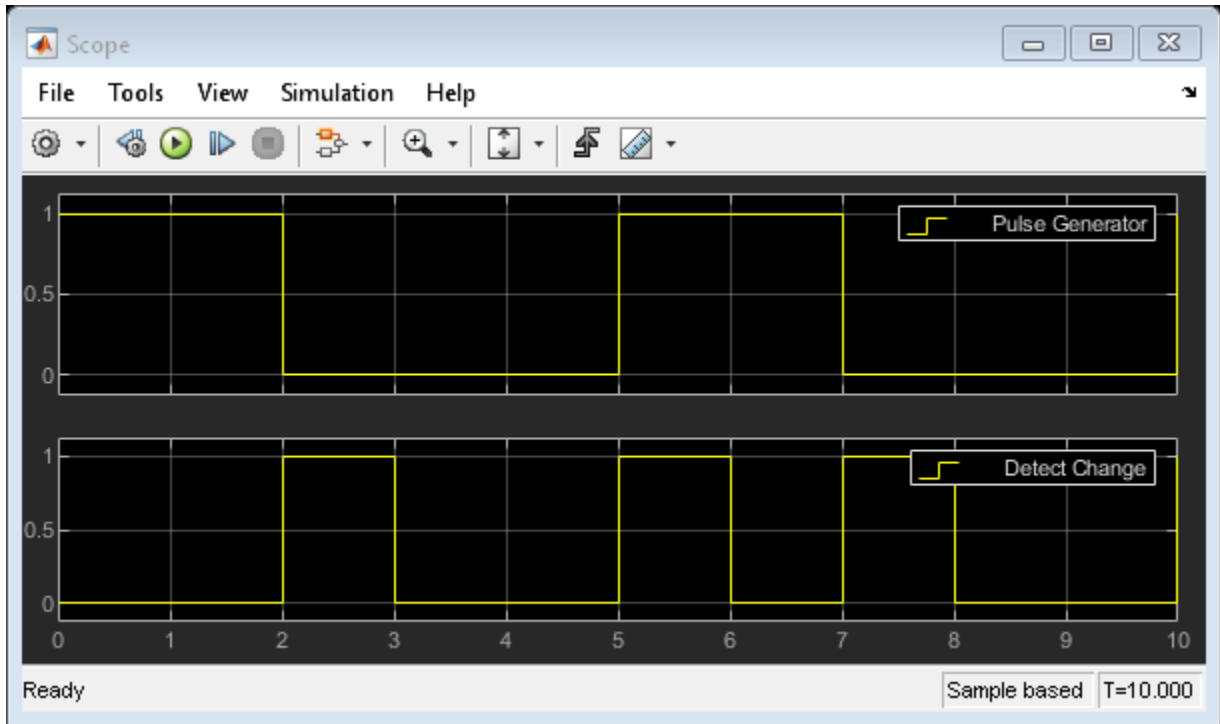 Scope
File Tools View Simulation Help
1
Pulse Generator
0.5
0
1
Detect Change
0.5
0
0 1 2 3 4 5 6 7 8 9 10
Ready Sample based T=10.000